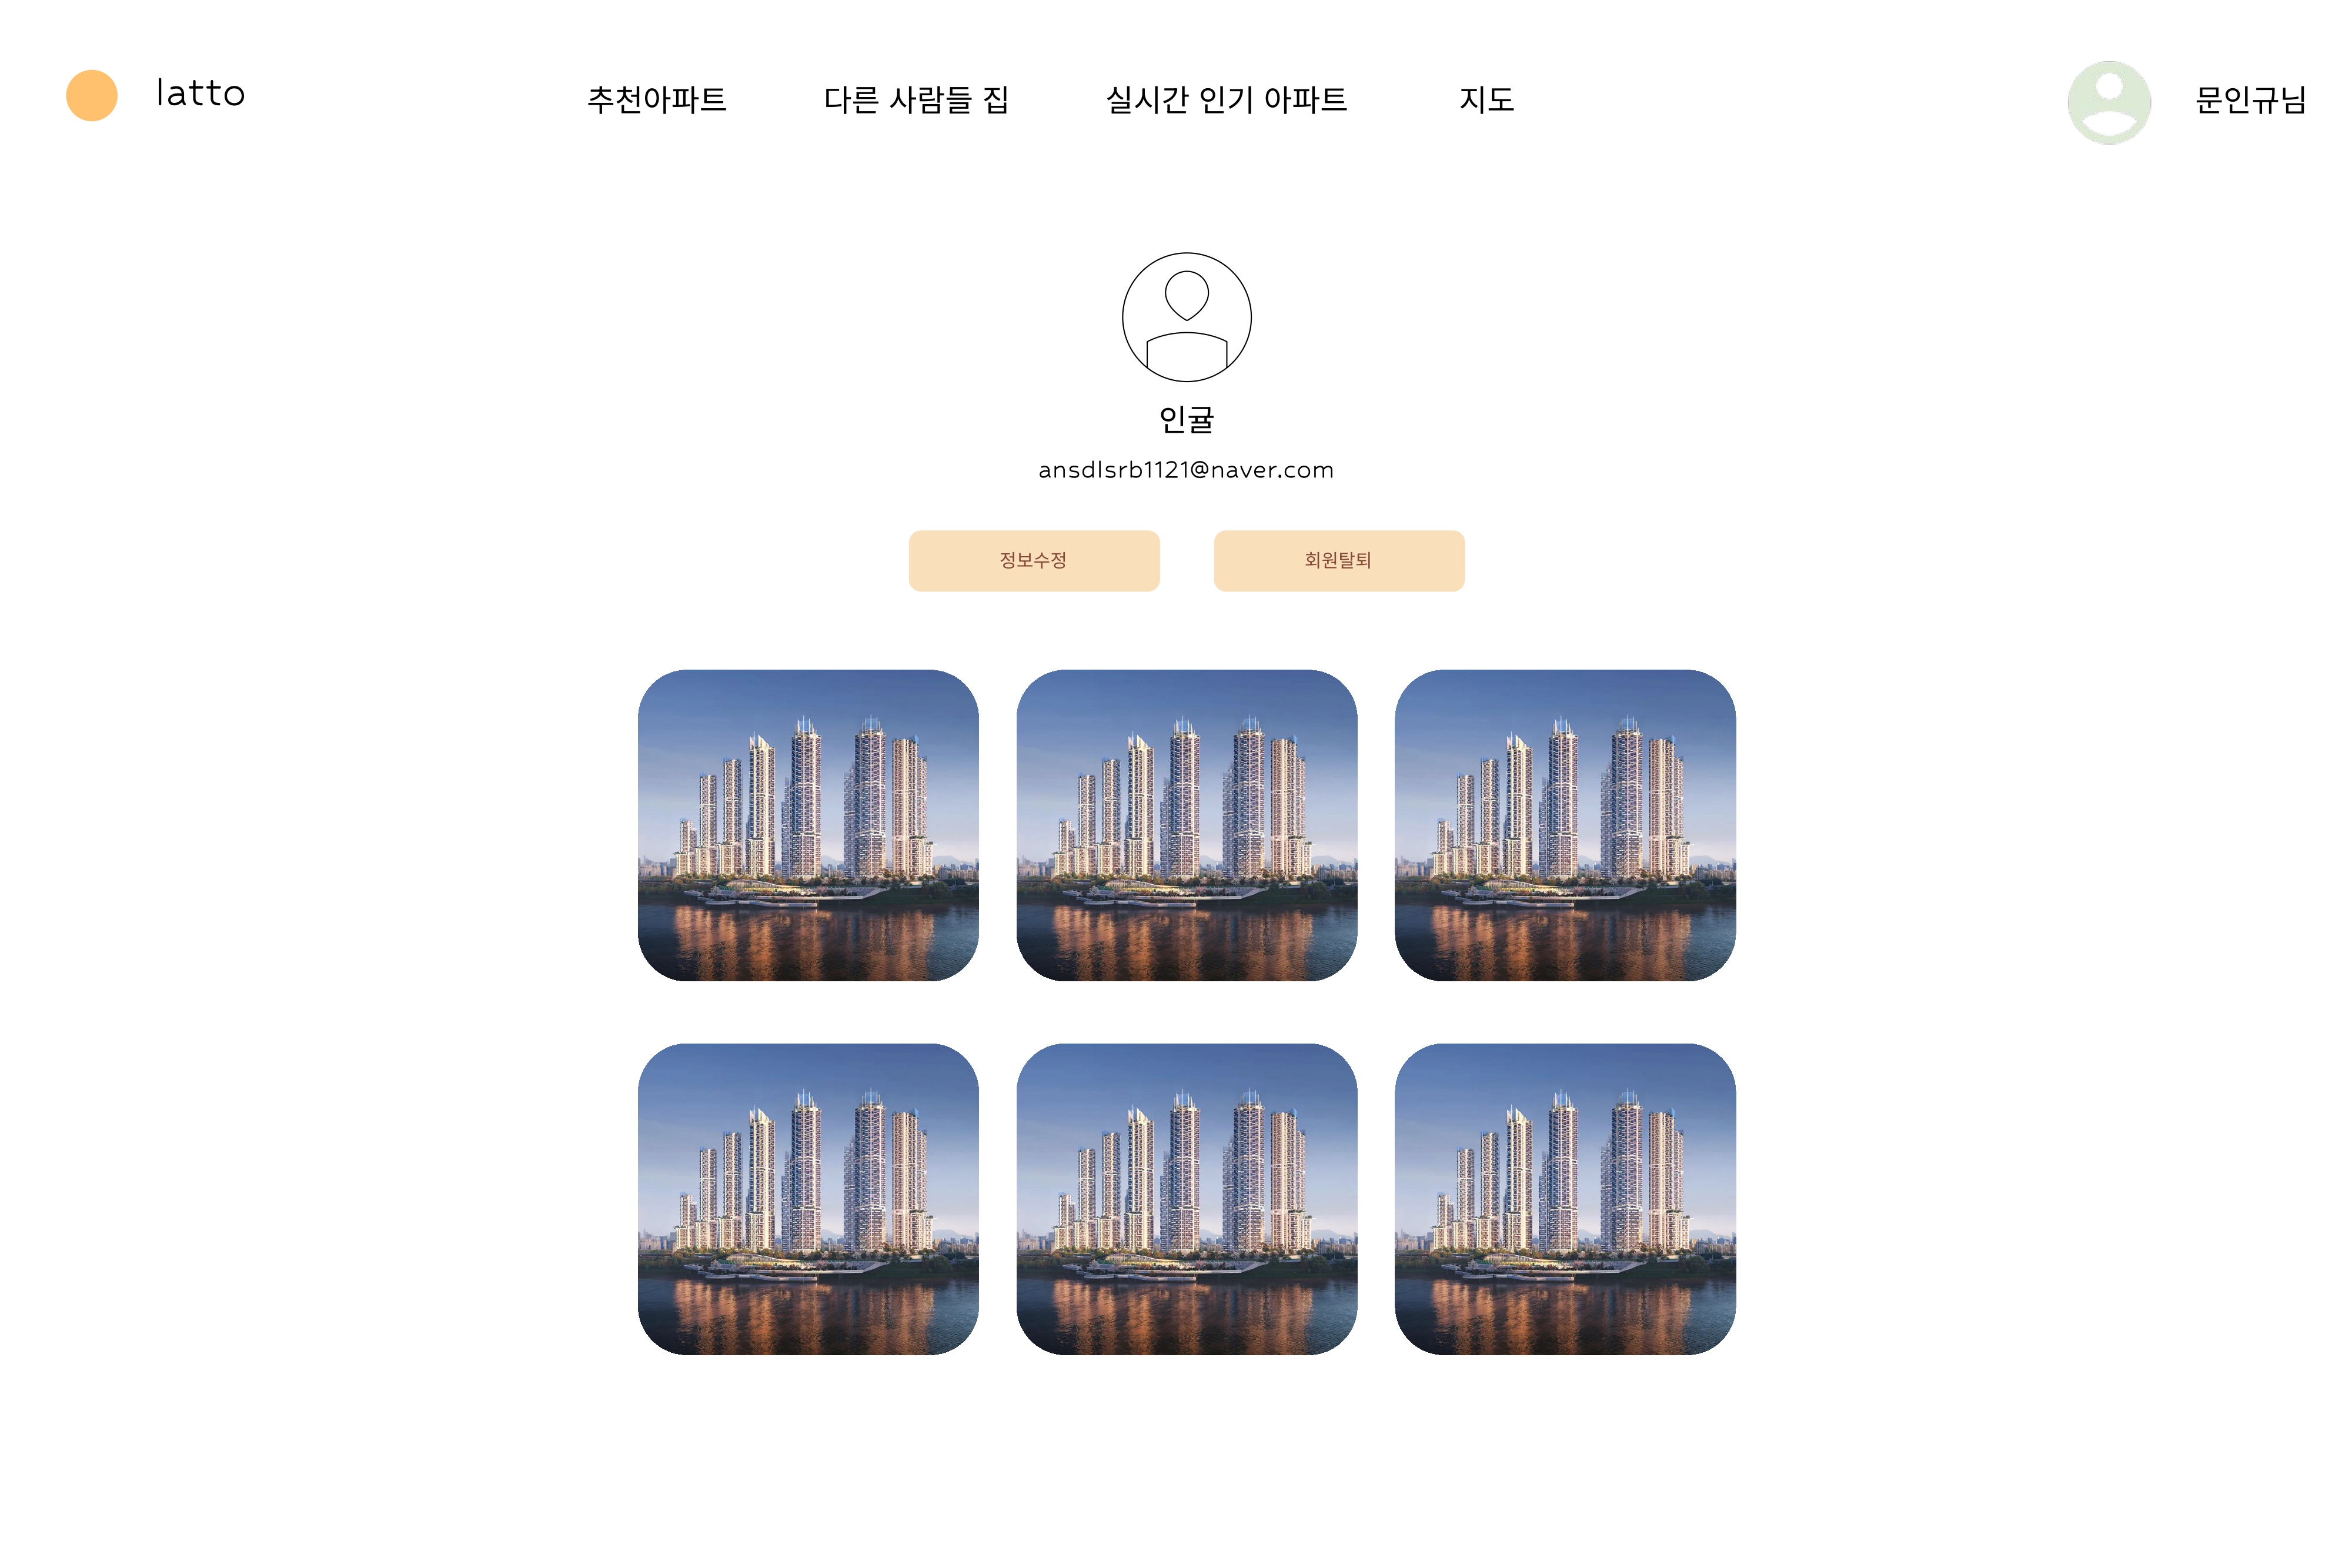 latto
추천아파트
다른 사람들 집
실시간 인기 아파트
지도
문인규님
인귤
ansdlsrb1121@naver.com
정보수정
회원탈퇴